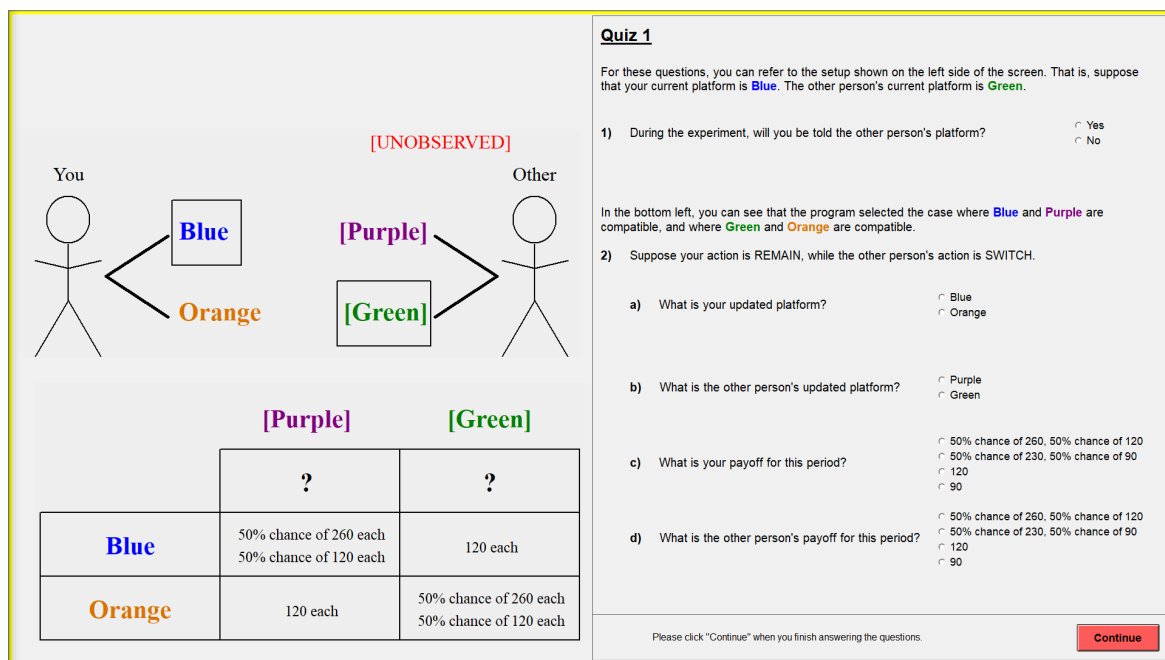 [UNOBSERVED]
You
Other
Blue
[Purple]
Orange
[Green]
[Purple]
[Green]
?
?
Blue
50% chance of 260 each
50% chance of 120 each
120 each
Orange
120 each
50% chance of 260 each
50% chance of 120 each
Quiz 1
For these questions, you can refer to the setup shown on the left side of the screen. That is, suppose
that your current platform is Blue. The other person's current platform is Green.
1) During the experiment, will you be told the other person's platform?
Yes
No
In the bottom left, you can see that the program selected the case where Blue and Purple are
compatible, and where Green and Orange are compatible.
2) Suppose your action is REMAIN, while the other person's action is SWITCH.
a) What is your updated platform?
Blue
Orange
b) What is the other person's updated platform?
Purple
Green
c) What is your payoff for this period?
50% chance of 260, 50% chance of 120
50% chance of 230, 50% chance of 90
120
90
d) What is the other person's payoff for this period?
50% chance of 260, 50% chance of 120
50% chance of 230, 50% chance of 90
120
90
Please click "Continue" when you finish answering the questions.
Continue